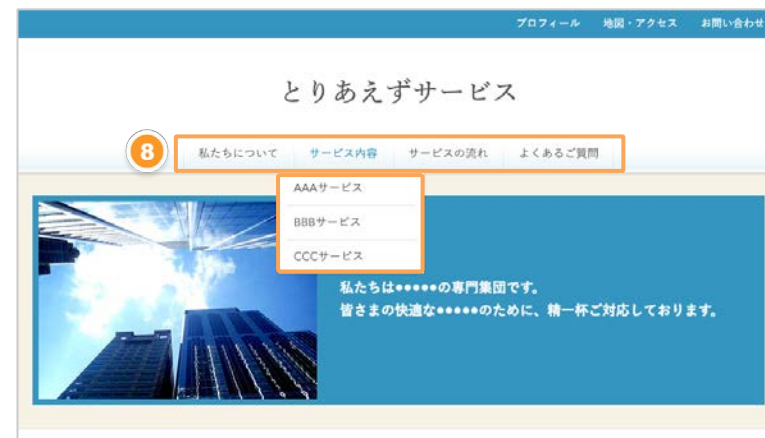 プロフィール 地図・アクセス お問い合わせ
とりあえずサービス
8 私たちについて サービス内容 サービスの流れ よくあるご質問
AAAサービス
BBBサービス
CCCサービス
私たちは●●●●●の専門集団です。
皆さまの快適な●●●●●のために、精一杯ご対応しております。